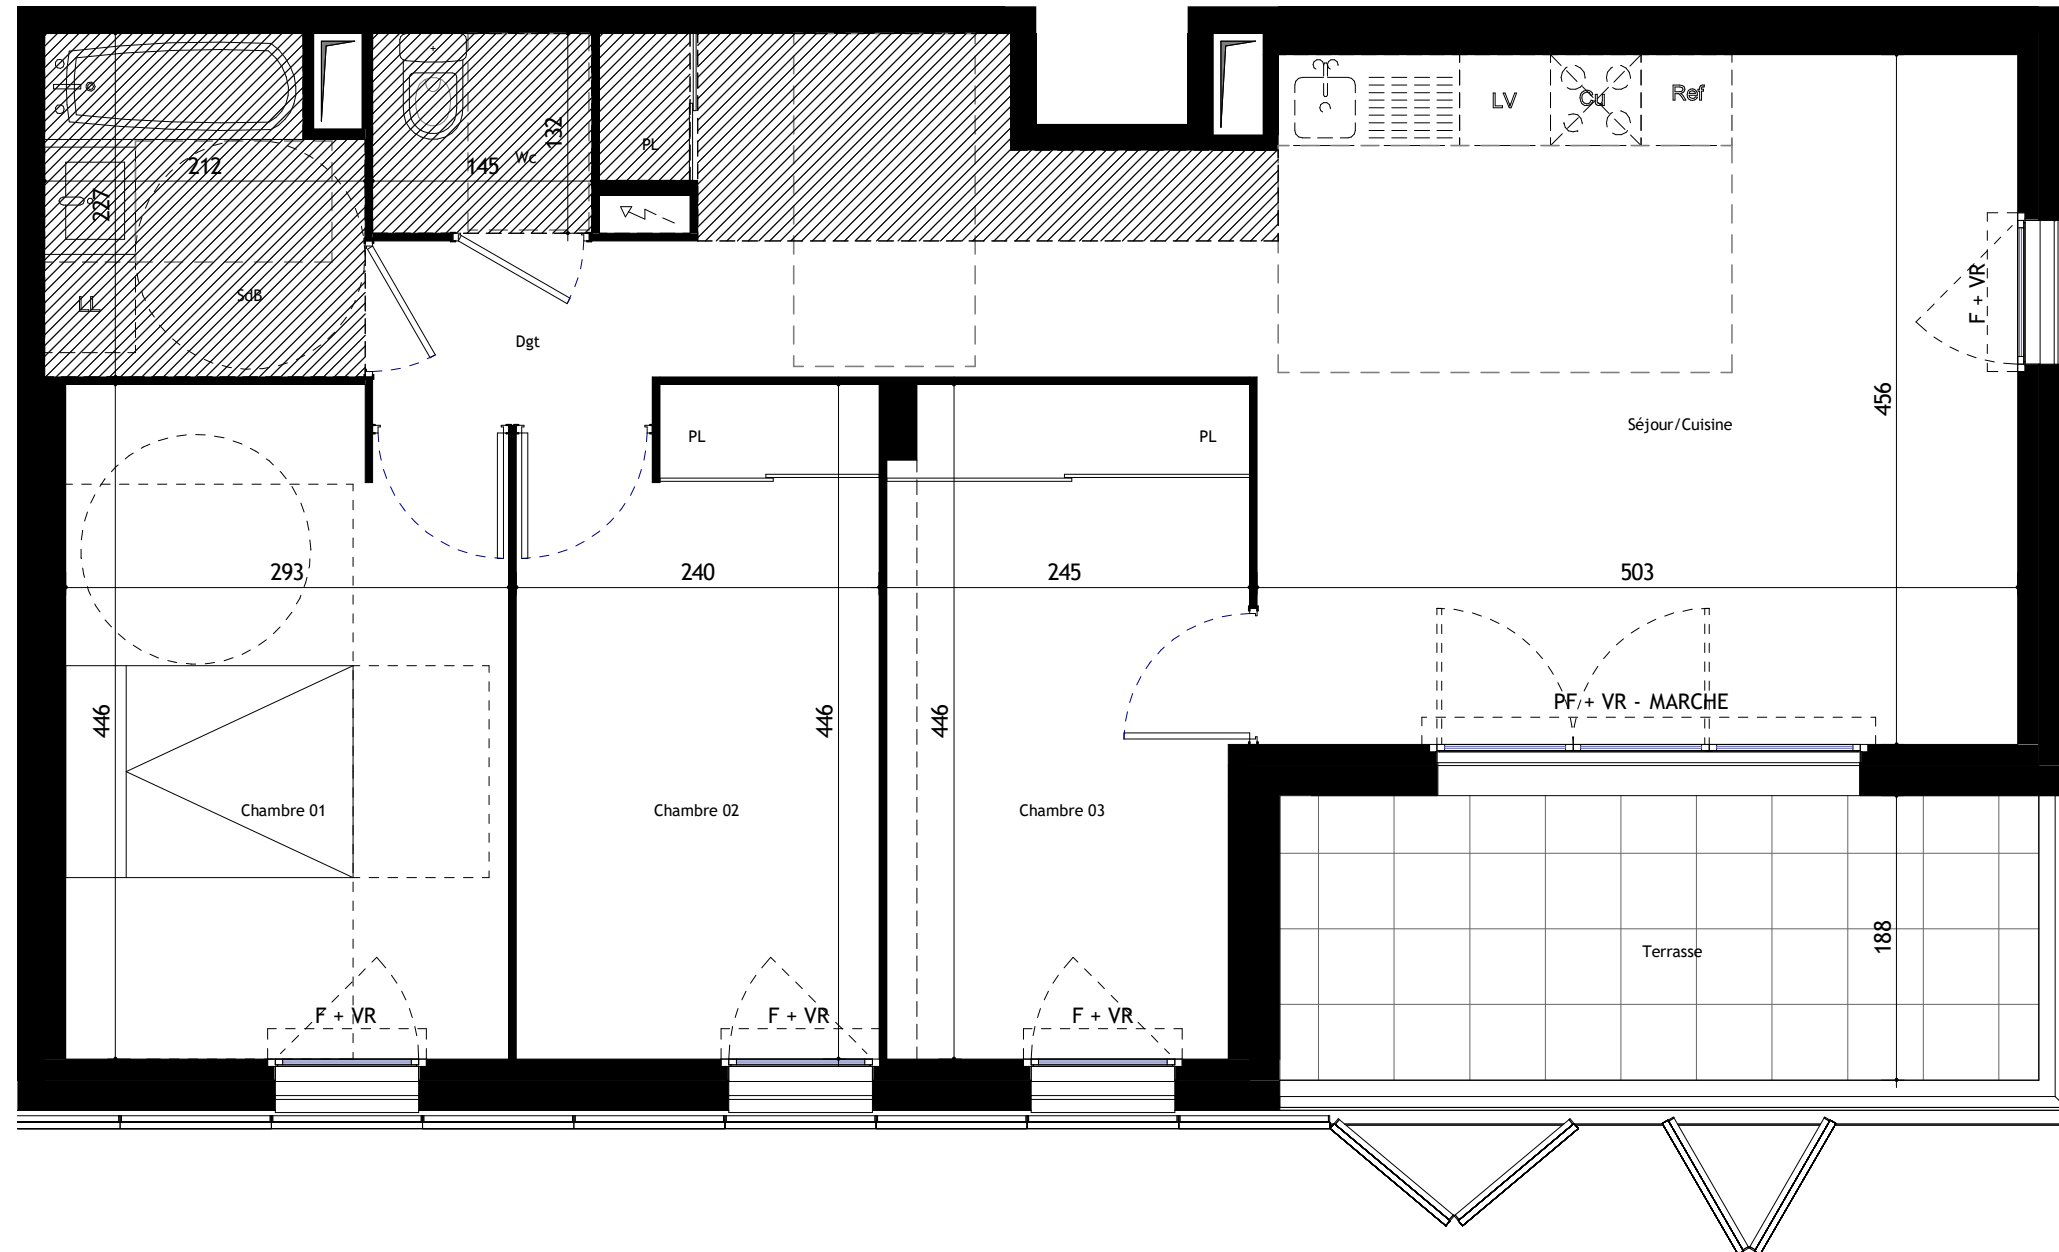 LV
Cu
Ref
132
PL
Wc
212
145
227
SdB
LL
F + VR
Dgt
456
Séjour/Cuisine
PL
PL
293
240
245
503
PF + VR - MARCHE
446
446
446
Chambre 01
Chambre 02
Chambre 03
188
Terrasse
F + VR
F + VR
F + VR